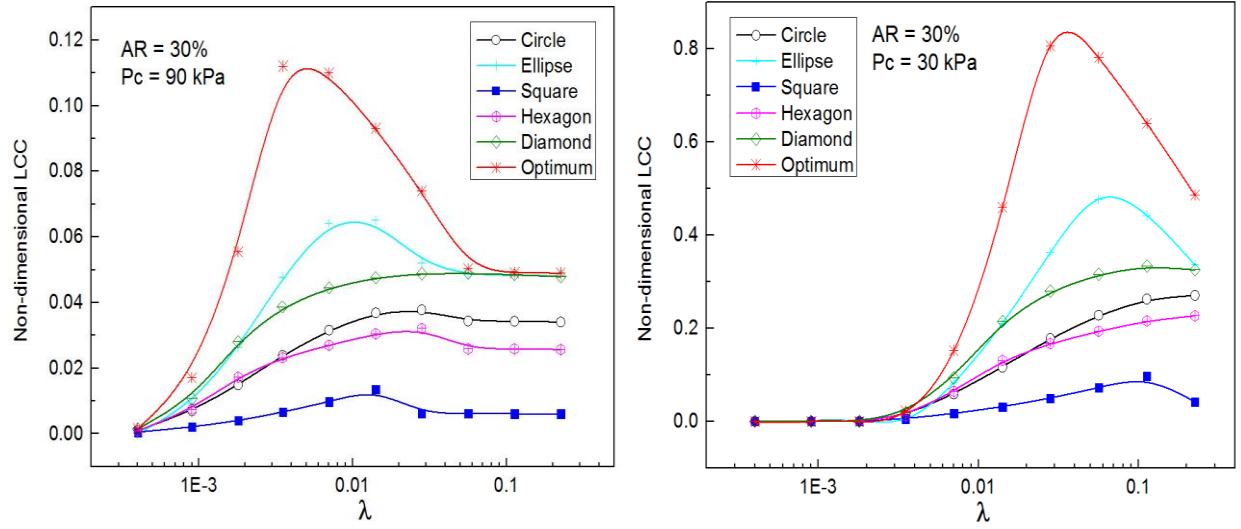 0.12
0.10
0.08
0.06
0.04
0.02
0.00
Non-dimensional LCC
AR = 30%
Pc = 90 kPa
Circle
Ellipse
Square
Hexagon
Diamond
Optimum
1E-3
0.01
0.1
λ
0.8
0.6
0.4
0.2
0.0
Non-dimensional LCC
Circle
Ellipse
Square
Hexagon
Diamond
Optimum
AR = 30%
Pc = 30 kPa
1E-3
0.01
0.1
λ